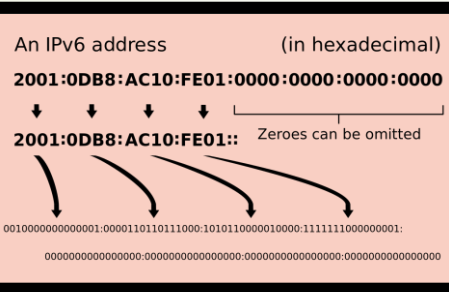 An IPv6 address (in hexadecimal)
2001:0DB8:AC10:FE01:0000:0000:0000:0000
2001:0DB8:AC10:FE01::
Zeroes can be omitted
0010000000000001:0000110110111000:1010110000010000:1111111000000001:
0000000000000000:0000000000000000:0000000000000000:0000000000000000